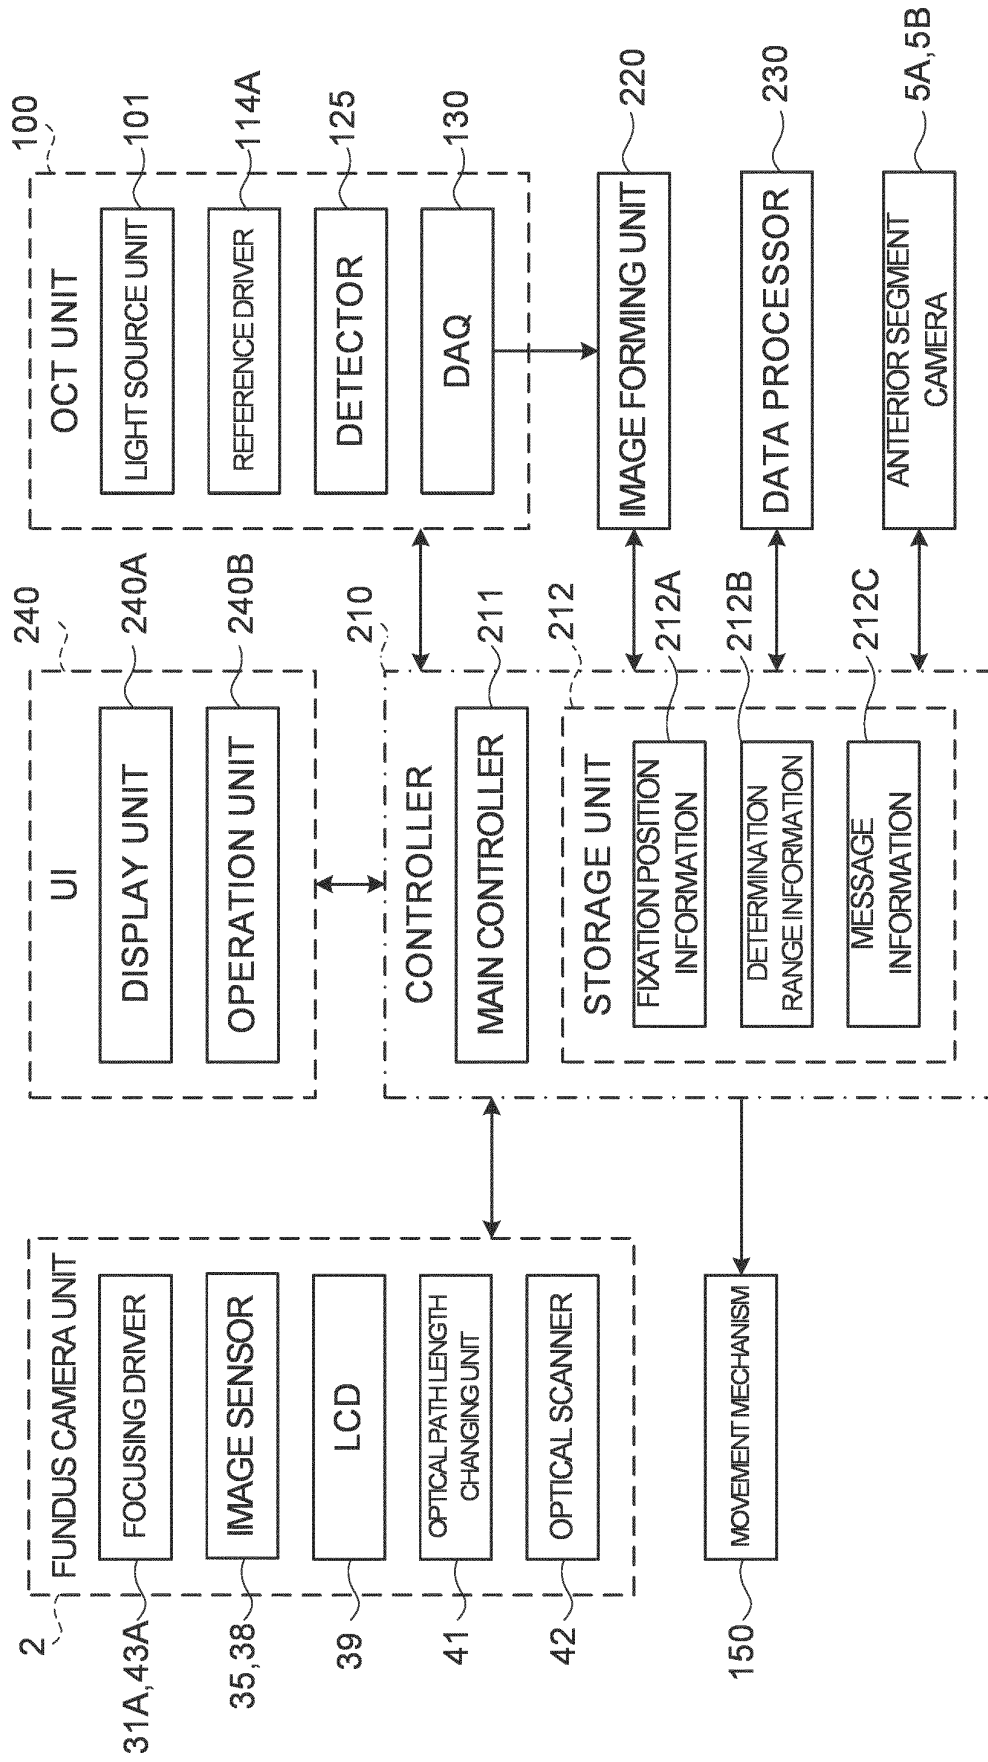 2
FUNDUS CAMERA UNIT
31A,43A
FOCUSING DRIVER
35,38
IMAGE SENSOR
39
LCD
41
OPTICAL PATH LENGTH
CHANGING UNIT
42
OPTICAL SCANNER
150
MOVEMENT MECHANISM
240
UI
DISPLAY UNIT
240A
OPERATION UNIT
240B
210
CONTROLLER
MAIN CONTROLLER
211
212
STORAGE UNIT
FIXATION POSITION
INFORMATION
212A
DETERMINATION
RANGE INFORMATION
212B
MESSAGE
INFORMATION
212C
100
OCT UNIT
LIGHT SOURCE UNIT
101
REFERENCE DRIVER
114A
DETECTOR
125
DAQ
130
IMAGE FORMING UNIT
220
DATA PROCESSOR
230
ANTERIOR SEGMENT
CAMERA
5A,5B